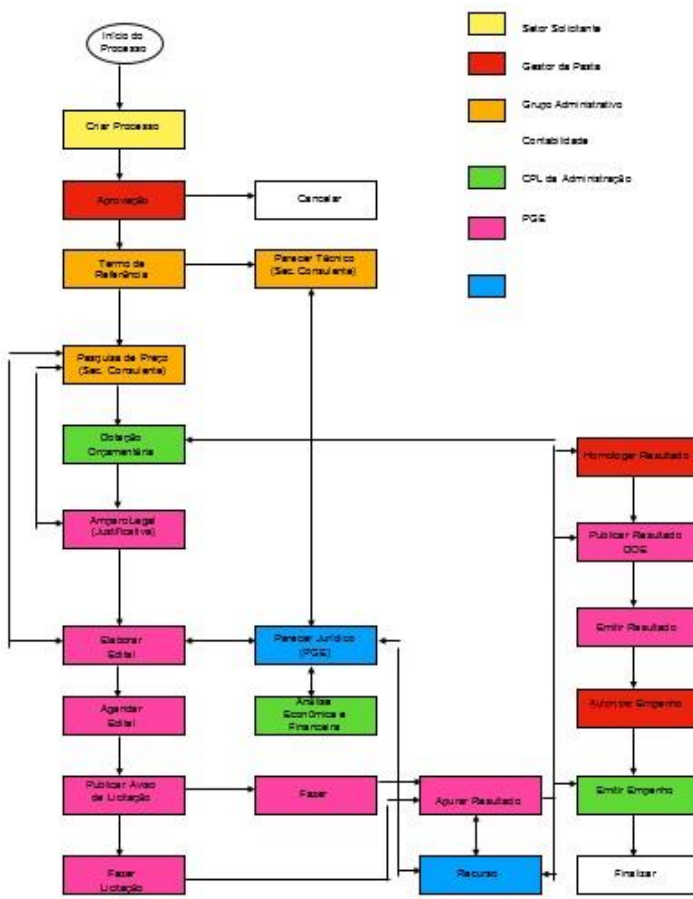 Início do
Processo
Criar Processo
Aprovação
Cancelar
Termo de
Referência
Parecer Técnico
(Sec. Consulente)
Pesquisa de Preço
(Sec. Consulente)
Dotação
Orçamentária
Amparo Legal
(Justificativa)
Elaborar
Edital
Parecer Jurídico
(PGE)
Agendar
Edital
Análise
Econômica e
Financeira
Publicar Aviso
de Licitação
Fazer
Apurar Resultado
Fazer
Licitação
Recurso
Setor Solicitante
Gestor da Pasta
Grupo Administrativo
Contabilidade
CPL da Administração
PGE
Homologar Resultado
Publicar Resultado
DOE
Emitir Resultado
Autorizar Empenho
Emitir Empenho
Finalizar